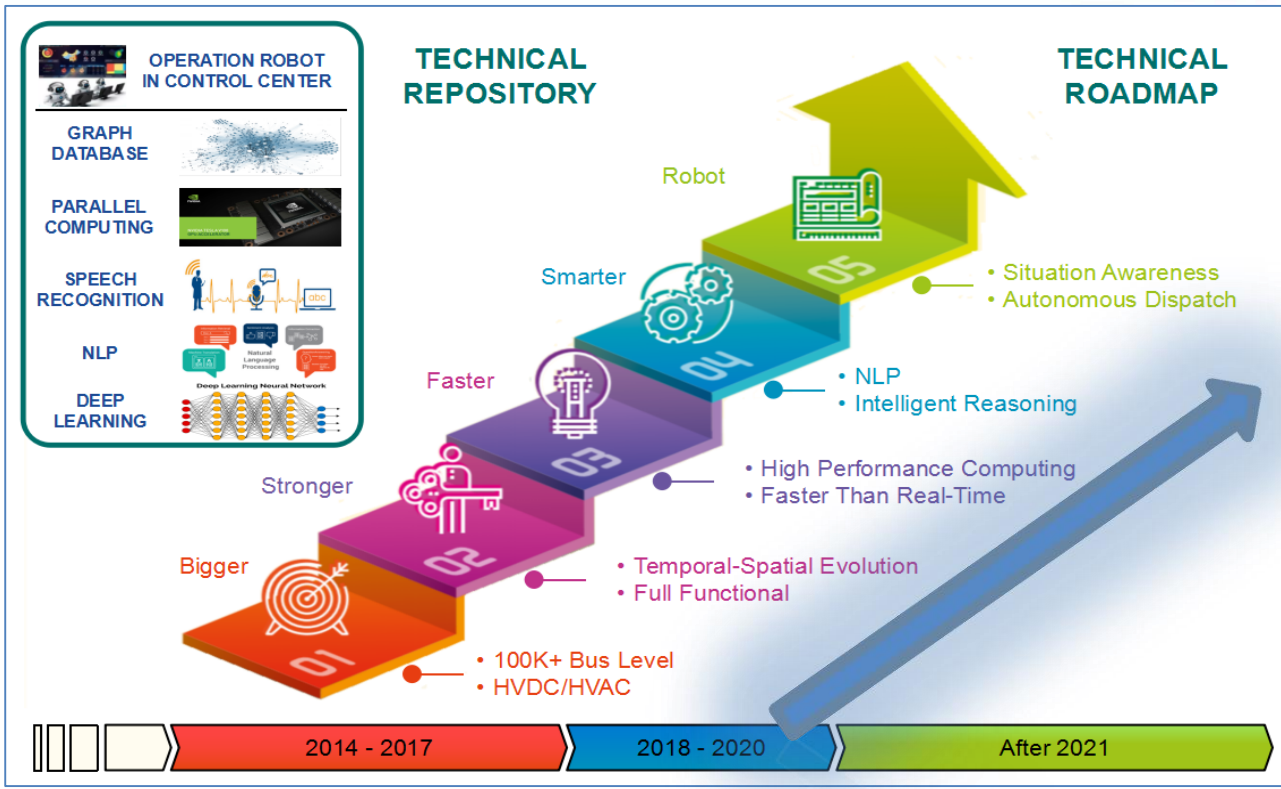 OPERATION ROBOT
IN CONTROL CENTER
GRAPH
DATABASE
PARALLEL
COMPUTING
SPEECH
RECOGNITION
abc
NLP
Natural
Language
Processing
DEEP
LEARNING
Deep Learning Neural Network
TECHNICAL
REPOSITORY
TECHNICAL
ROADMAP
Robot
05
• Situation Awareness
• Autonomous Dispatch
Smarter
04
• NLP
• Intelligent Reasoning
Faster
03
• High Performance Computing
• Faster Than Real-Time
Stronger
02
• Temporal-Spatial Evolution
• Full Functional
Bigger
01
• 100K+ Bus Level
• HVDC/HVAC
2014 - 2017
2018 - 2020
After 2021